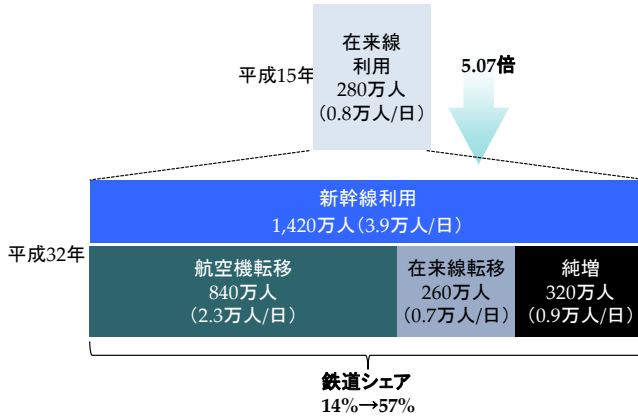 在来線
利用
280万人
(0.8万人/日)
平成15年
5.07倍
新幹線利用
1,420万人(3.9万人/日)
平成32年
航空機転移
840万人
(2.3万人/日)
在来線転移
260万人
(0.7万人/日)
純増
320万人
(0.9万人/日)
鉄道シェア
14%→57%